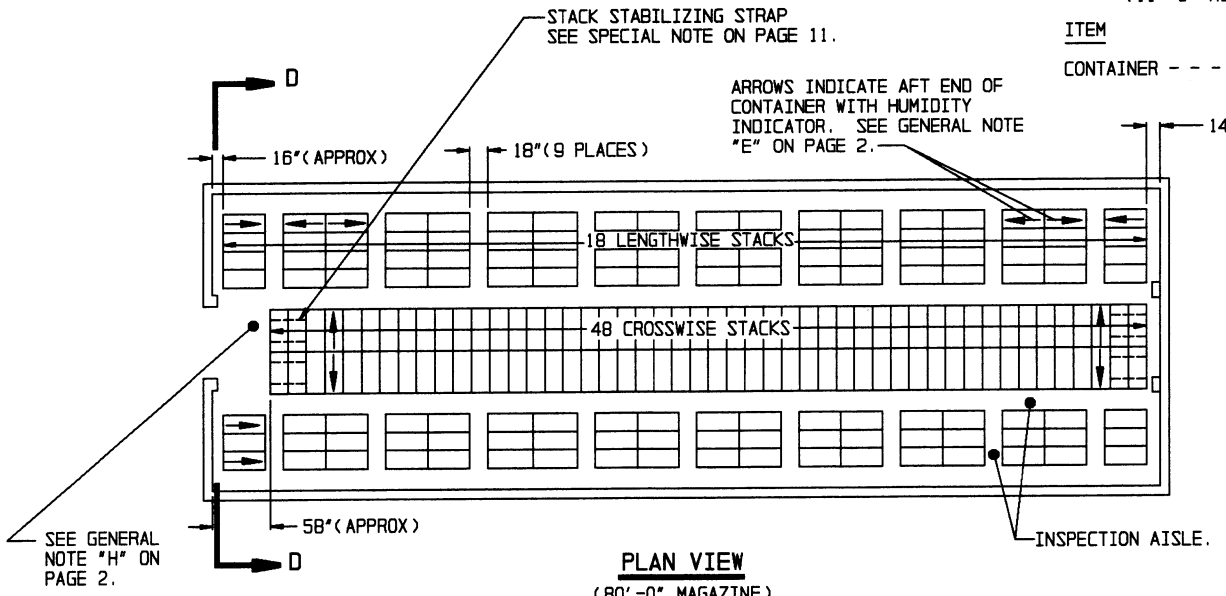 STACK STABILIZING STRAP
SEE SPECIAL NOTE ON PAGE 11.
ITEM
CONTAINER - - -
D
ARROWS INDICATE AFT END OF
CONTAINER WITH HUMIDITY
INDICATOR. SEE GENERAL NOTE
"E" ON PAGE 2.
14
16"(APPROX)
18"(9 PLACES)
18 LENGTHWISE STACKS
48 CROSSWISE STACKS
58"(APPROX)
SEE GENERAL
NOTE "H" ON
PAGE 2.
D
INSPECTION AISLE.
PLAN VIEW
(80'-0" MAGAZINE)